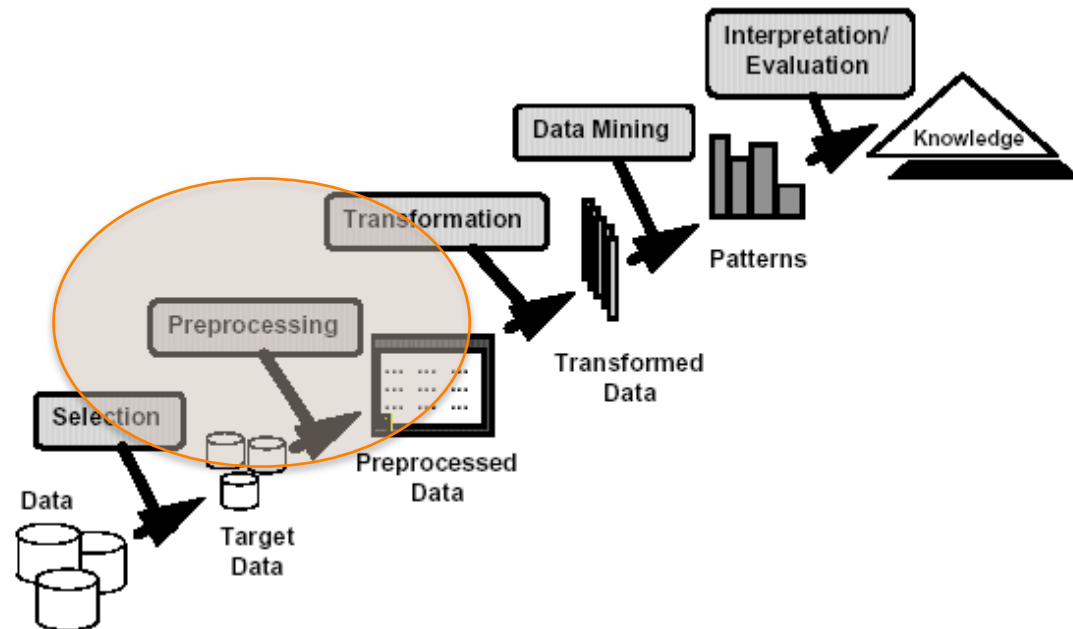 Interpretation/
Evaluation
Data Mining
Knowledge
Transformation
Patterns
Preprocessing
Transformed
Data
Selection
Preprocessed
Data
Data
Target
Data